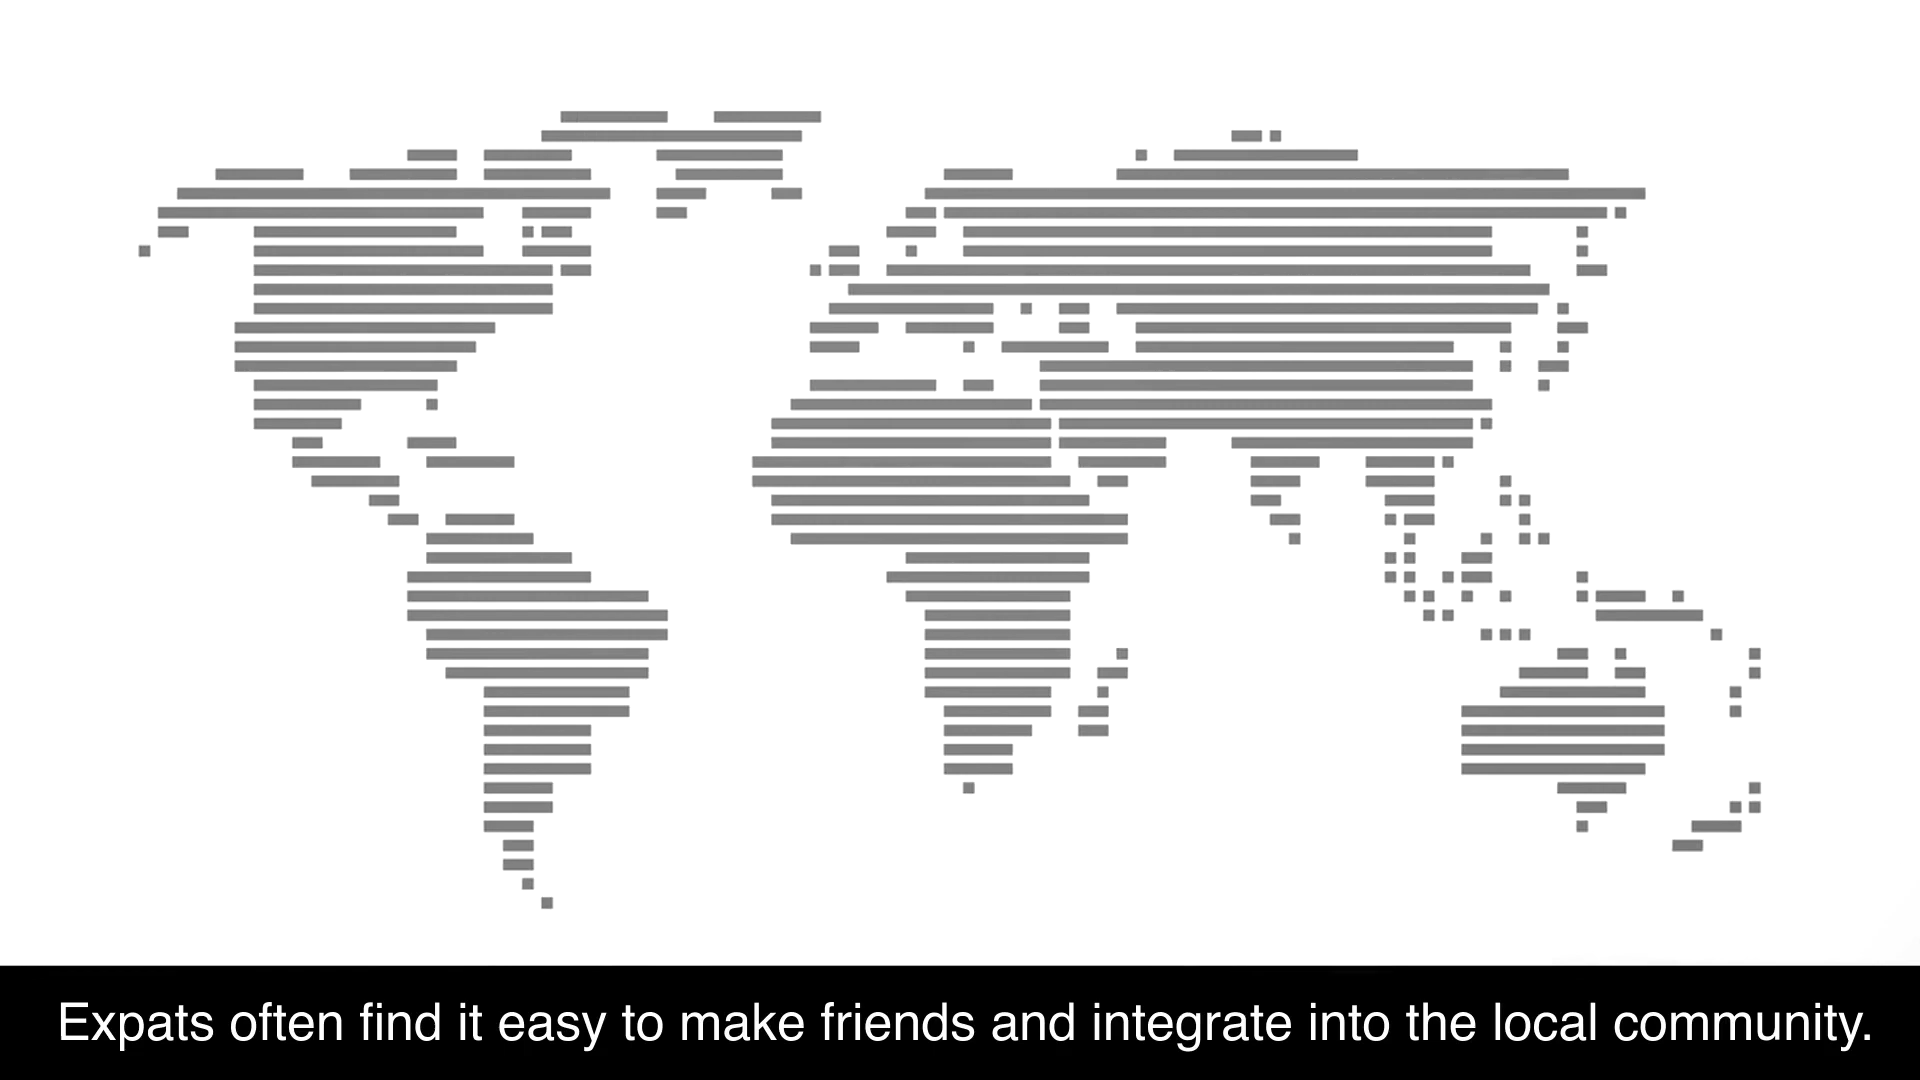 Expats often find it easy to make friends and integrate into the local community.